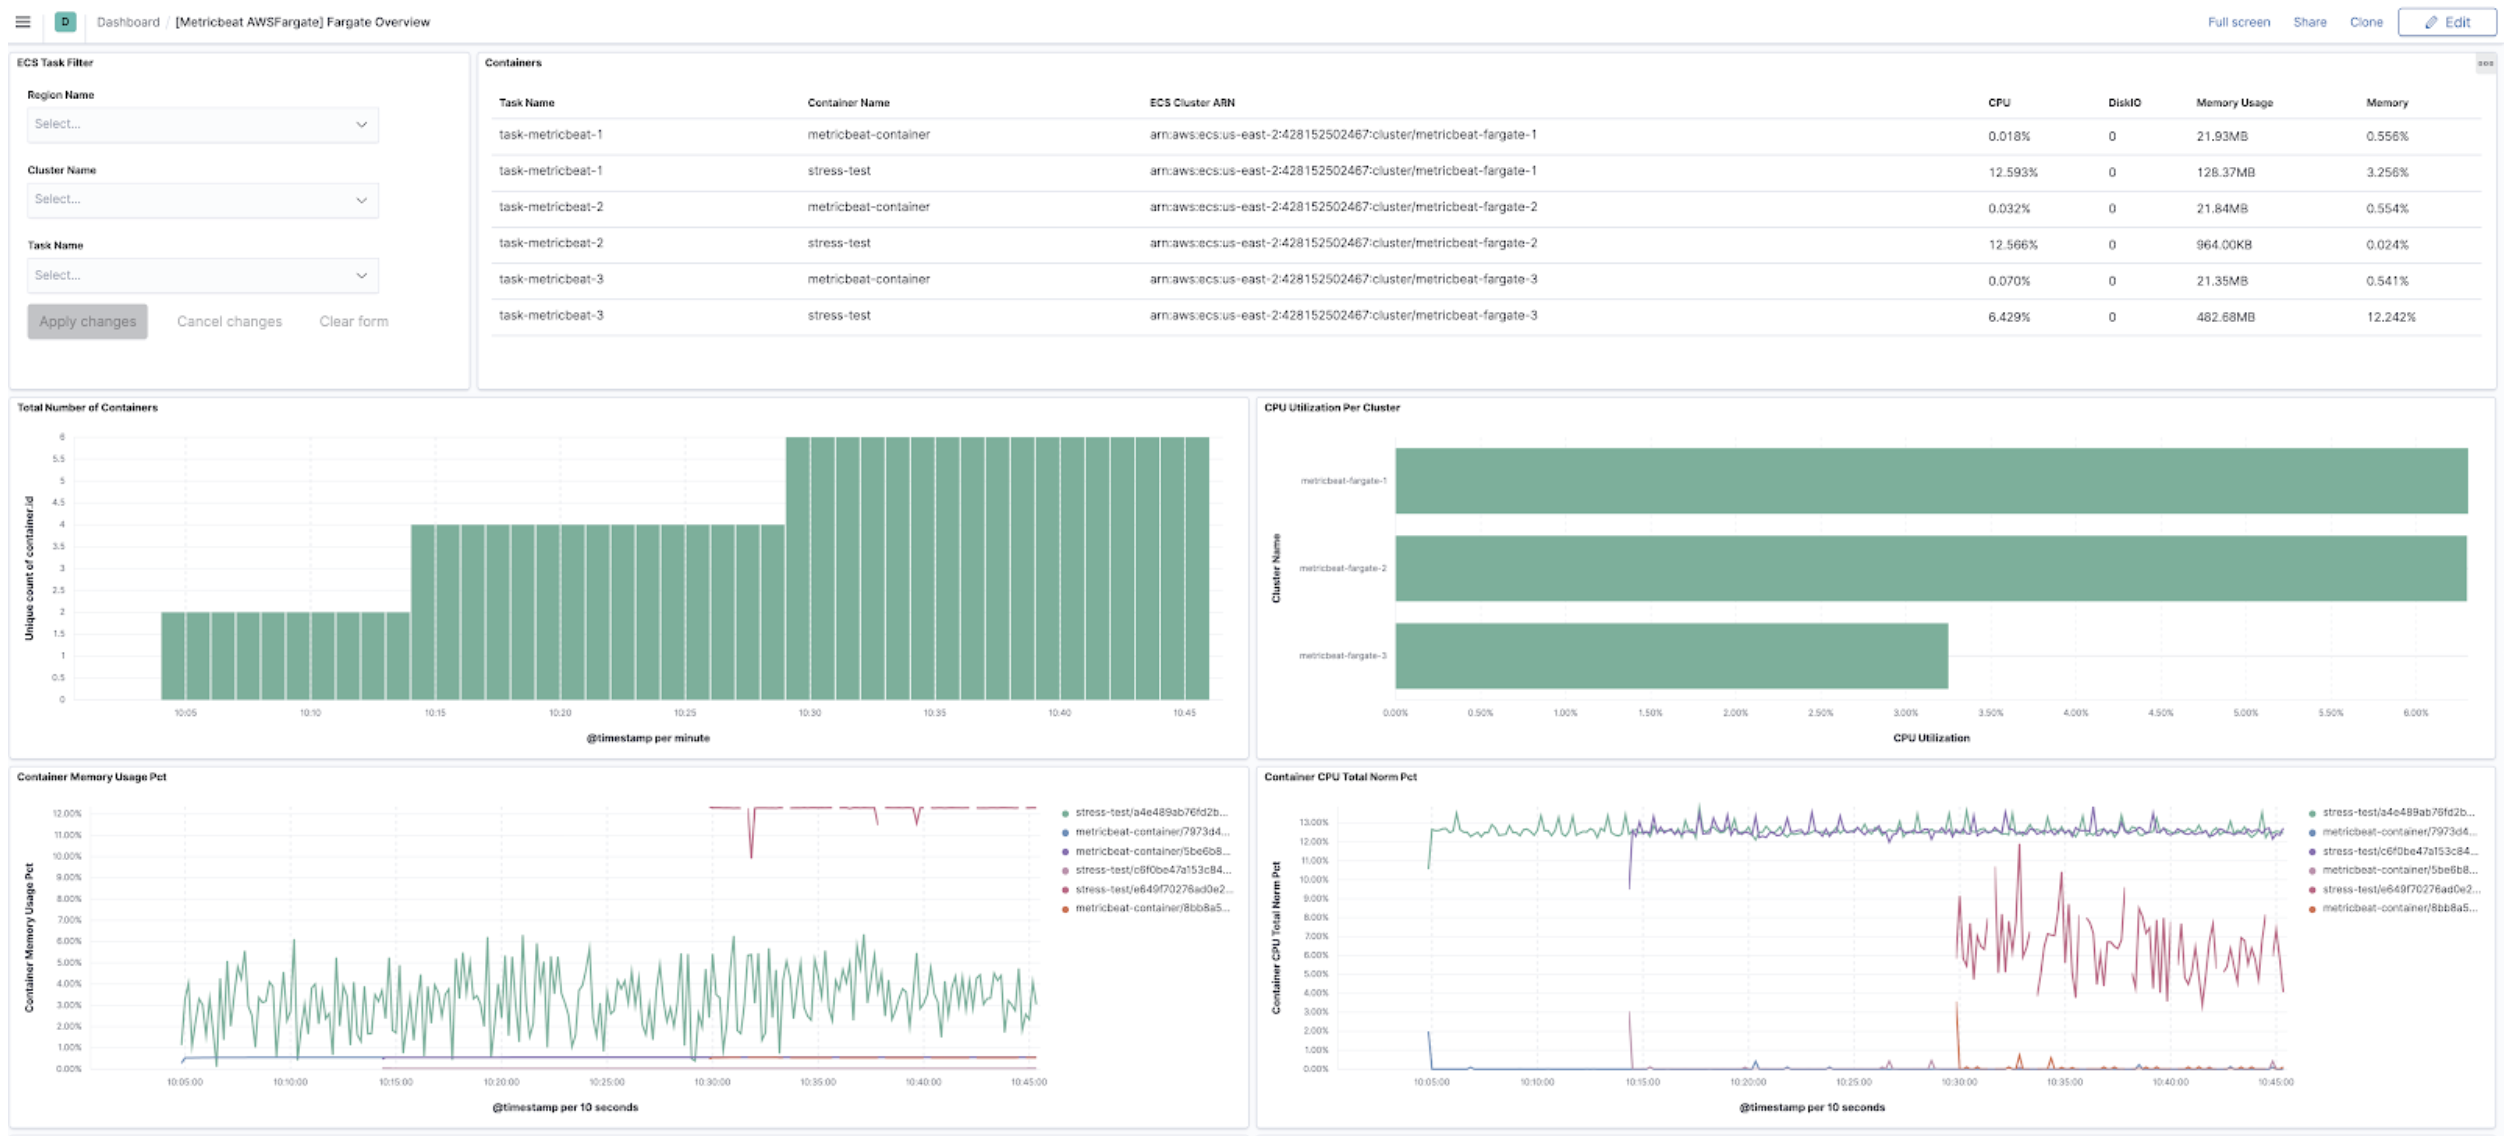 D Dashboard / [Metricbeat AWSFargate] Fargate Overview Full screen Share Clone Edit
ECS Task Filter
Region Name
Select...
Cluster Name
Select...
Task Name
Select...
Apply changes Cancel changes Clear form
Containers
Task Name Container Name ECS Cluster ARN CPU DiskIO Memory Usage Memory
task-metricbeat-1 metricbeat-container arn:aws:ecs:us-east-2:428152502467:cluster/metricbeat-fargate-1 0.018% 0 21.93MB 0.556%
task-metricbeat-1 stress-test arn:aws:ecs:us-east-2:428152502467:cluster/metricbeat-fargate-1 12.593% 0 128.37MB 3.256%
task-metricbeat-2 metricbeat-container arn:aws:ecs:us-east-2:428152502467:cluster/metricbeat-fargate-2 0.032% 0 21.84MB 0.554%
task-metricbeat-2 stress-test arn:aws:ecs:us-east-2:428152502467:cluster/metricbeat-fargate-2 12.566% 0 964.00KB 0.024%
task-metricbeat-3 metricbeat-container arn:aws:ecs:us-east-2:428152502467:cluster/metricbeat-fargate-3 0.070% 0 21.35MB 0.541%
task-metricbeat-3 stress-test arn:aws:ecs:us-east-2:428152502467:cluster/metricbeat-fargate-3 6.429% 0 482.68MB 12.242%
Total Number of Containers
Unique count of container.id
6
5.5
5
4.5
4
3.5
3
2.5
2
1.5
1
0.5
0
10:05 10:10 10:15 10:20 10:25 10:30 10:35 10:40 10:45
@timestamp per minute
CPU Utilization Per Cluster
Cluster Name
metricbeat-fargate-1
metricbeat-fargate-2
metricbeat-fargate-3
0.00% 0.50% 1.00% 1.50% 2.00% 2.50% 3.00% 3.50% 4.00% 4.50% 5.00% 5.50% 6.00%
CPU Utilization
Container Memory Usage Pct
Container Memory Usage Pct
12.00%
11.00%
10.00%
9.00%
8.00%
7.00%
6.00%
5.00%
4.00%
3.00%
2.00%
1.00%
0.00%
10:05:00 10:10:00 10:15:00 10:20:00 10:25:00 10:30:00 10:35:00 10:40:00 10:45:00
@timestamp per 10 seconds
stress-test/a4e489ab76fd2b...
metricbeat-container/7973d4...
metricbeat-container/5be6b8...
stress-test/c6f0be47a153c84...
stress-test/e649f70276ad0e2...
metricbeat-container/8bb8a5...
Container CPU Total Norm Pct
Container CPU Total Norm Pct
13.00%
12.00%
11.00%
10.00%
9.00%
8.00%
7.00%
6.00%
5.00%
4.00%
3.00%
2.00%
1.00%
0.00%
10:05:00 10:10:00 10:15:00 10:20:00 10:25:00 10:30:00 10:35:00 10:40:00 10:45:00
@timestamp per 10 seconds
stress-test/a4e489ab76fd2b...
metricbeat-container/7973d4...
stress-test/c6f0be47a153c84...
metricbeat-container/5be6b8...
stress-test/e649f70276ad0e2...
metricbeat-container/8bb8a5...